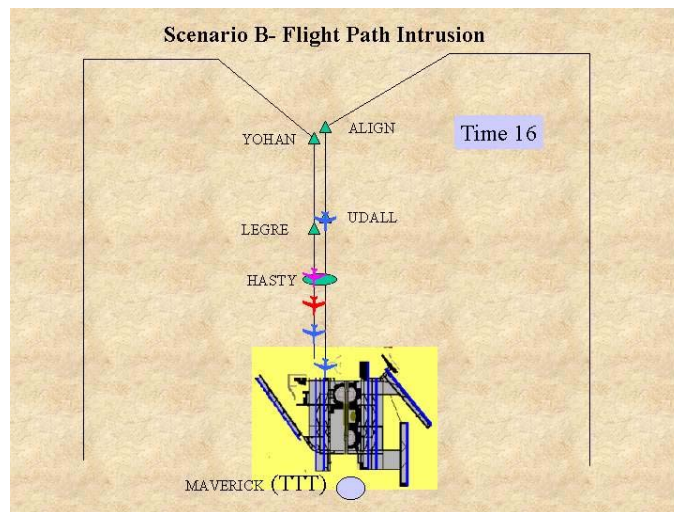 Scenario B- Flight Path Intrusion
ALIGN
YOHAN
Time 16
UDALL
LEGRE
HASTY
MAVERICK (TTT)